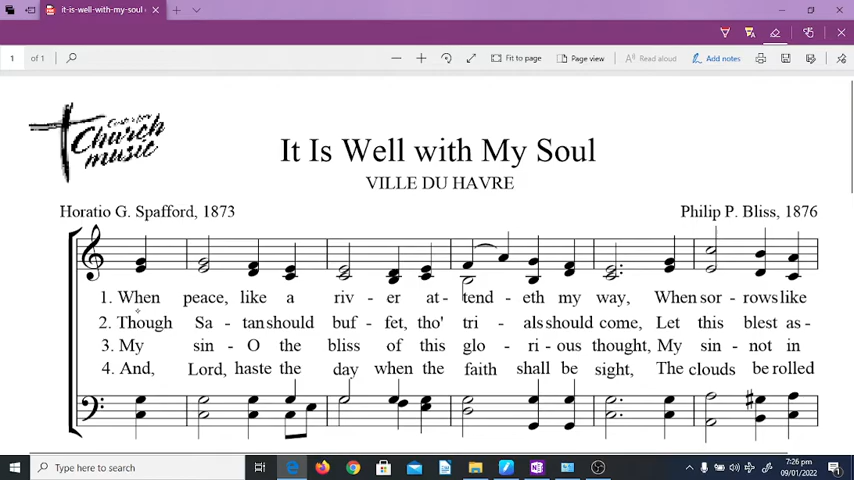 it-is-well-with-my-soul
1 of 1
Fit to page
Page view
Read aloud
Add notes
Church
music
It Is Well with My Soul
VILLE DU HAVRE
Horatio G. Spafford, 1873
Philip P. Bliss, 1876
1. When peace, like a riv - er at - tend - eth my way, When sor - rows like
2. Though Sa - tan should buf - fet, tho' tri - als should come, Let this blest as-
3. My sin - O the bliss of this glo - ri - ous thought, My sin - not in
4. And, Lord, haste the day when the faith shall be sight, The clouds be rolled
Type here to search
7:26 pm
09/01/2022